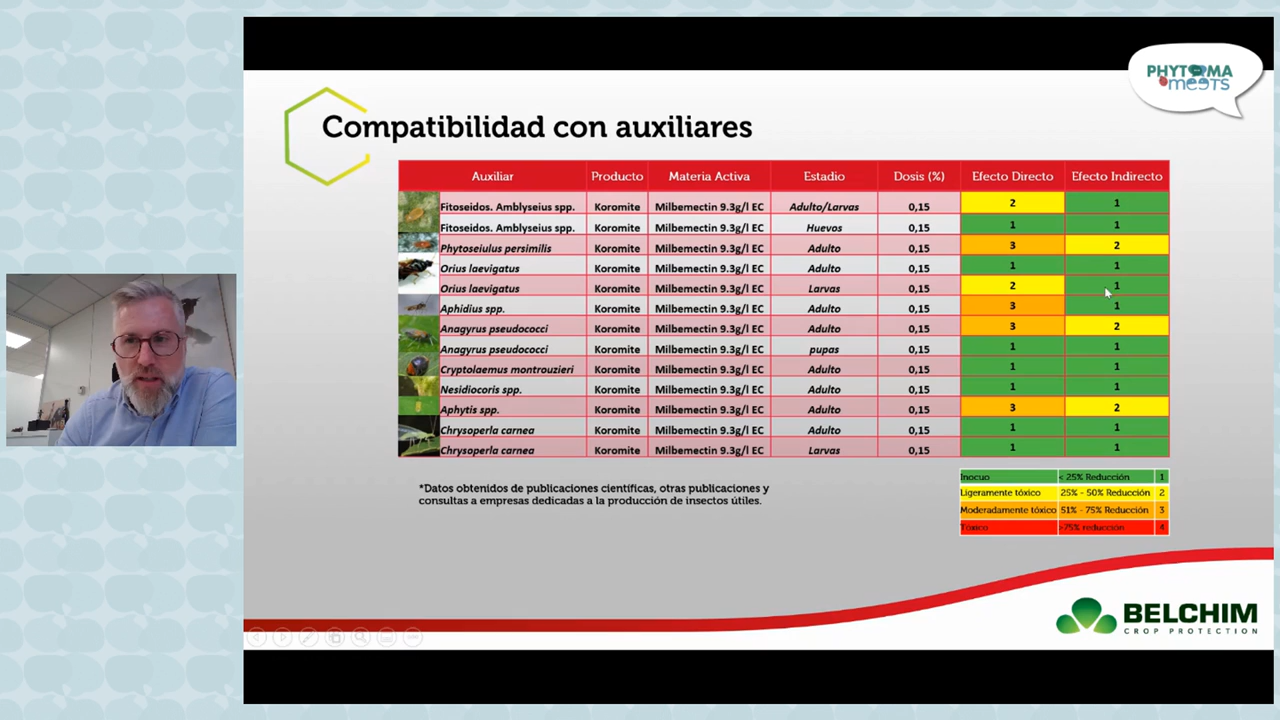 PHYTOMA
meets
Compatibilidad con auxiliares
Auxiliar Producto Materia Activa Estadio Dosis (%) Efecto Directo Efecto Indirecto
Fitoseidos. Amblyseius spp. Koromite Milbemectin 9.3g/l EC Adulto/Larvas 0,15 2 1
Fitoseidos. Amblyseius spp. Koromite Milbemectin 9.3g/l EC Huevos 0,15 1 1
Phytoseiulus persimilis Koromite Milbemectin 9.3g/l EC Adulto 0,15 3 2
Orius laevigatus Koromite Milbemectin 9.3g/l EC Adulto 0,15 1 1
Orius laevigatus Koromite Milbemectin 9.3g/l EC Larvas 0,15 2 1
Aphidius spp. Koromite Milbemectin 9.3g/l EC Adulto 0,15 3 1
Anagyrus pseudococci Koromite Milbemectin 9.3g/l EC Adulto 0,15 3 2
Anagyrus pseudococci Koromite Milbemectin 9.3g/l EC pupas 0,15 1 1
Cryptolaemus montrouzieri Koromite Milbemectin 9.3g/l EC Adulto 0,15 1 1
Nesidiocoris spp. Koromite Milbemectin 9.3g/l EC Adulto 0,15 1 1
Aphytis spp. Koromite Milbemectin 9.3g/l EC Adulto 0,15 3 2
Chrysoperla carnea Koromite Milbemectin 9.3g/l EC Adulto 0,15 1 1
Chrysoperla carnea Koromite Milbemectin 9.3g/l EC Larvas 0,15 1 1
*Datos obtenidos de publicaciones científicas, otras publicaciones y
consultas a empresas dedicadas a la producción de insectos útiles.
Inocuo < 25% Reducción 1
Ligeramente tóxico 25% - 50% Reducción 2
Moderadamente tóxico 51% - 75% Reducción 3
Tóxico >75% reducción 4
BELCHIM
CROP PROTECTION